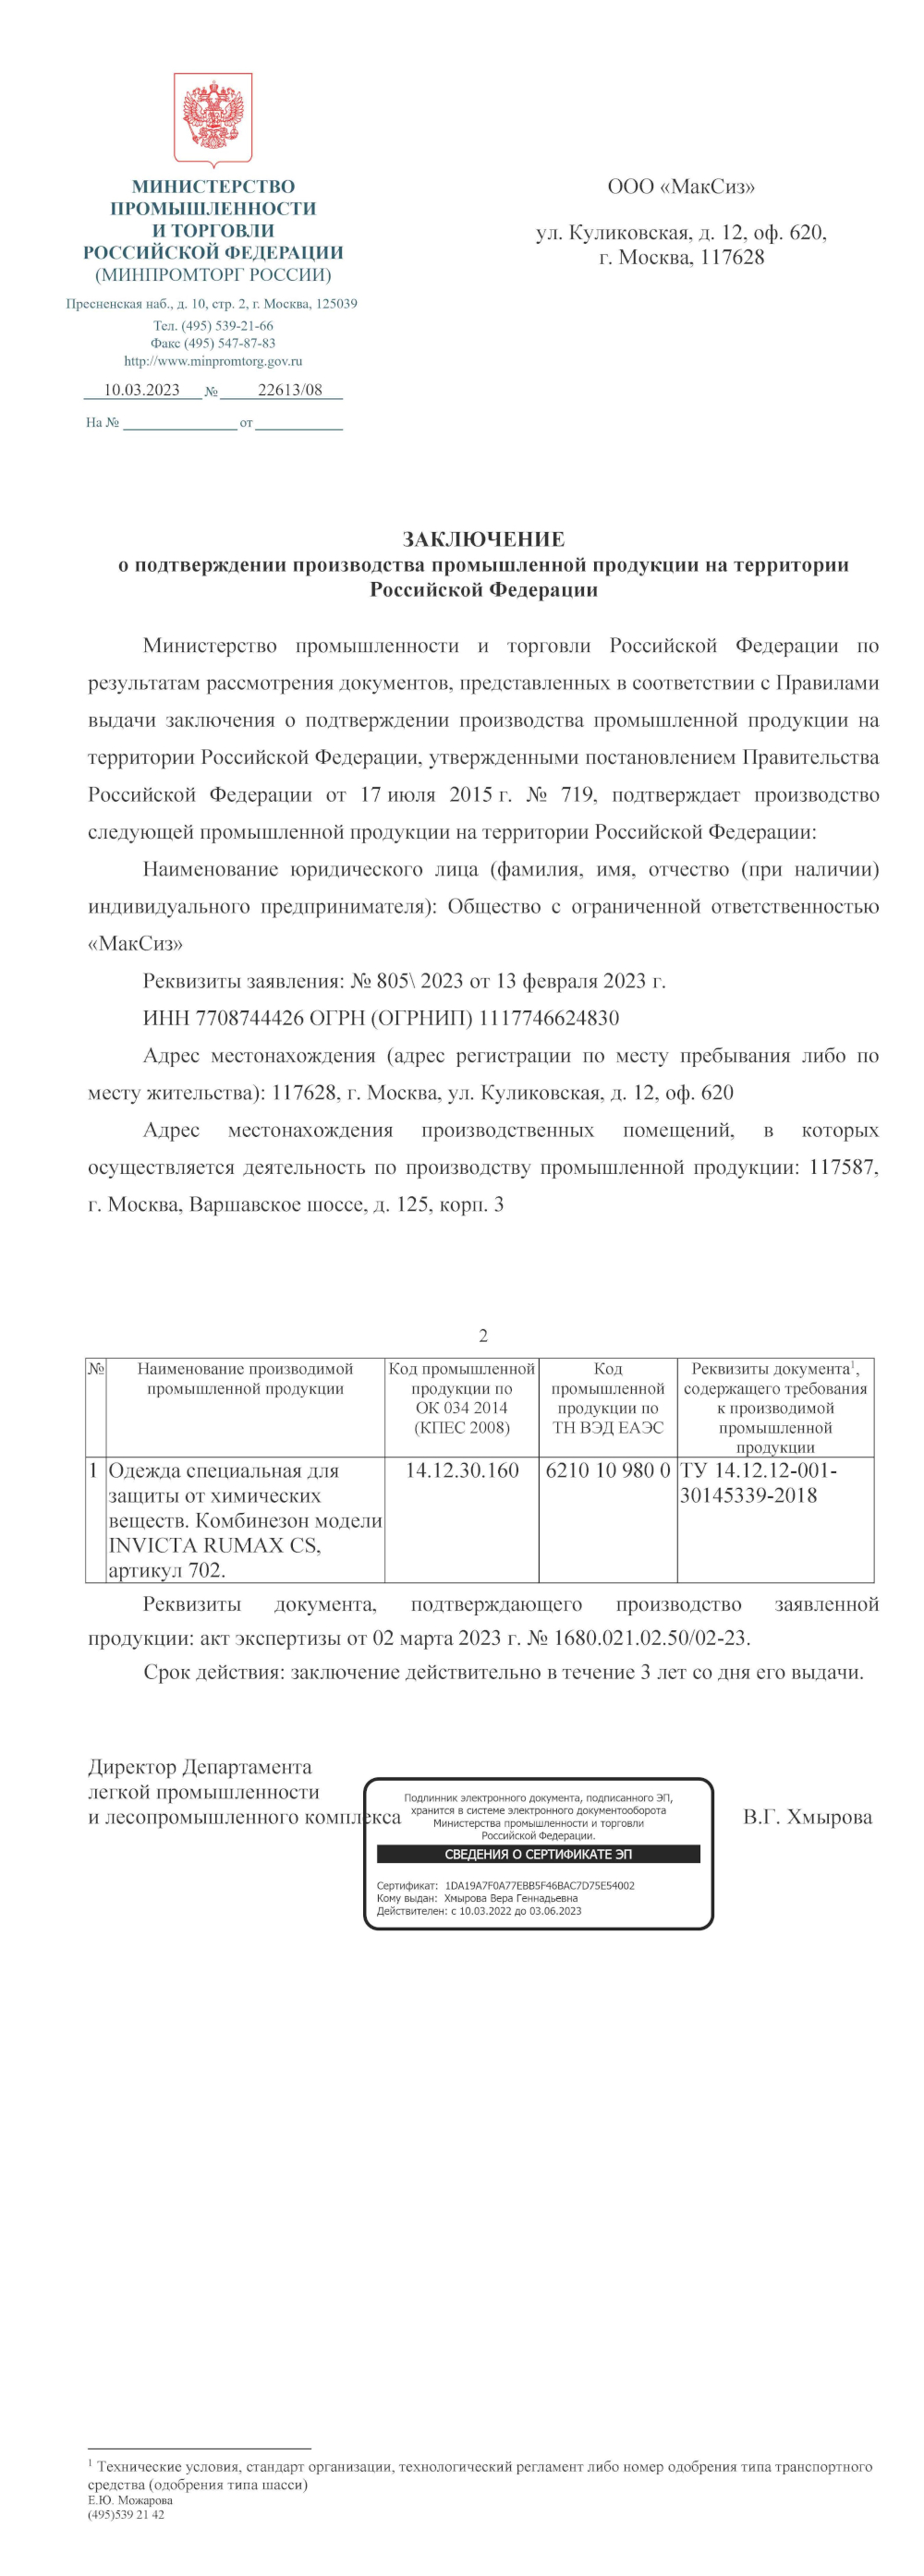 МИНИСТЕРСТВО
ПРОМЫШЛЕННОСТИ
И ТОРГОВЛИ
РОССИЙСКОЙ ФЕДЕРАЦИИ
(МИНПРОМТОРГ РОССИИ)
Пресненская наб., д. 10, стр. 2, г. Москва, 125039
Тел. (495) 539-21-66
Факс (495) 547-87-83
http://www.minpromtorg.gov.ru
10.03.2023 № 22613/08
На № от
ООО «МакСиз»
ул. Куликовская, д. 12, оф. 620,
г. Москва, 117628
ЗАКЛЮЧЕНИЕ
о подтверждении производства промышленной продукции на территории
Российской Федерации
Министерство промышленности и торговли Российской Федерации по
результатам рассмотрения документов, представленных в соответствии с Правилами
выдачи заключения о подтверждении производства промышленной продукции на
территории Российской Федерации, утвержденными постановлением Правительства
Российской Федерации от 17 июля 2015 г. № 719, подтверждает производство
следующей промышленной продукции на территории Российской Федерации:
Наименование юридического лица (фамилия, имя, отчество (при наличии)
индивидуального предпринимателя): Общество с ограниченной ответственностью
«МакСиз»
Реквизиты заявления: № 805\ 2023 от 13 февраля 2023 г.
ИНН 7708744426 ОГРН (ОГРНИП) 1117746624830
Адрес местонахождения (адрес регистрации по месту пребывания либо по
месту жительства): 117628, г. Москва, ул. Куликовская, д. 12, оф. 620
Адрес местонахождения производственных помещений, в которых
осуществляется деятельность по производству промышленной продукции: 117587,
г. Москва, Варшавское шоссе, д. 125, корп. 3
2
№
Наименование производимой
промышленной продукции
Код промышленной
продукции по
ОК 034 2014
(КПЕС 2008)
Код
промышленной
продукции по
ТН ВЭД ЕАЭС
Реквизиты документа¹,
содержащего требования
к производимой
промышленной
продукции
1
Одежда специальная для
защиты от химических
веществ. Комбинезон модели
INVICTA RUMAX CS,
артикул 702.
14.12.30.160
6210 10 980 0
ТУ 14.12.12-001-
30145339-2018
Реквизиты документа, подтверждающего производство заявленной
продукции: акт экспертизы от 02 марта 2023 г. № 1680.021.02.50/02-23.
Срок действия: заключение действительно в течение 3 лет со дня его выдачи.
Директор Департамента
легкой промышленности
и лесопромышленного комплекса
Подлинник электронного документа, подписанного ЭП,
хранится в системе электронного документооборота
Министерства промышленности и торговли
Российской Федерации.
СВЕДЕНИЯ О СЕРТИФИКАТЕ ЭП
Сертификат: 1DA19A7F0A77EBB5F46BAC7D75E54002
Кому выдан: Хмырова Вера Геннадьевна
Действителен: с 10.03.2022 до 03.06.2023
В.Г. Хмырова
¹ Технические условия, стандарт организации, технологический регламент либо номер одобрения типа транспортного
средства (одобрения типа шасси)
Е.Ю. Можарова
(495)539 21 42